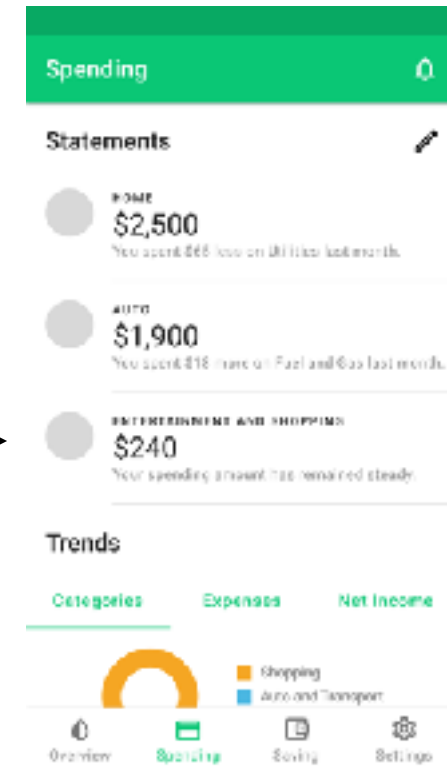 Spending
Statements
HOME
$2,500
You spent $65 less on Utilities last month.
AUTO
$1,900
You spent $18 more on Fuel and Gas last month.
ENTERTAINMENT AND SHOPPING
$240
Your spending amount has remained steady.
Trends
Categories Expenses Net Income
Shopping
Auto and Transport
Overview Spending Saving Settings